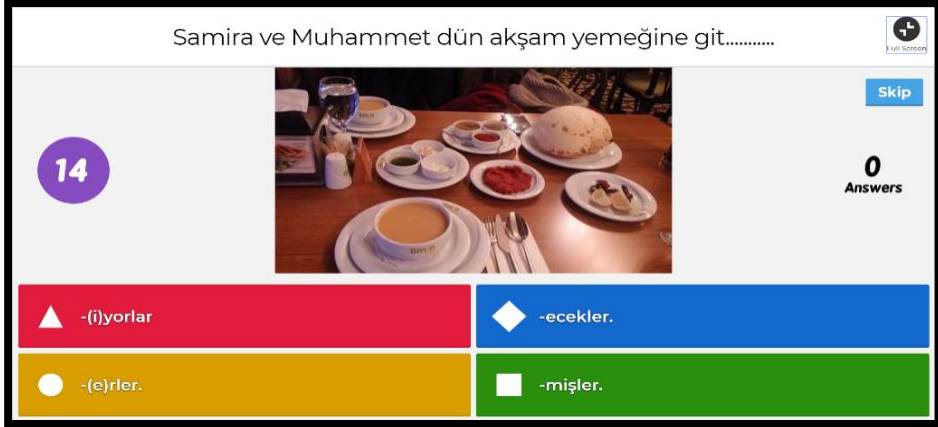 Samira ve Muhammet dün akşam yemeğine git...........
Full Screen
Skip
14
0
Answers
-(i)yorlar
-ecekler.
-(e)rler.
-mişler.